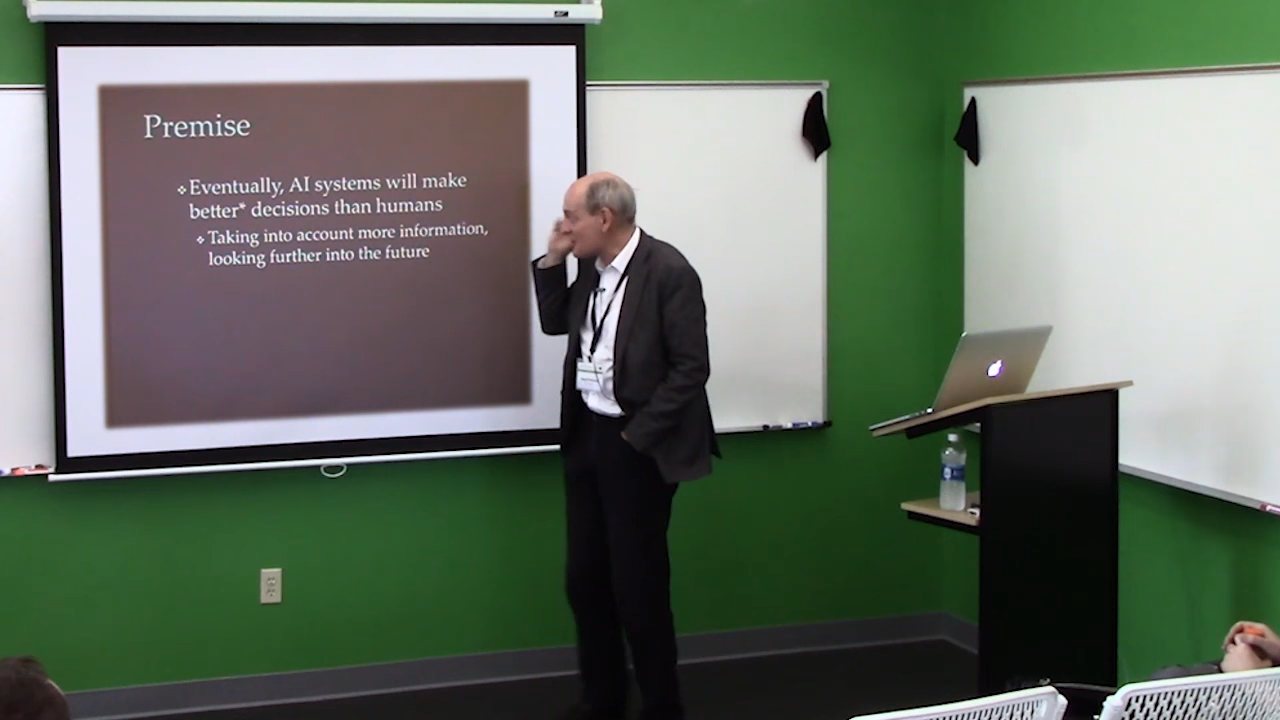 Premise
❖Eventually, AI systems will make
better* decisions than humans
❖ Taking into account more information,
looking further into the future